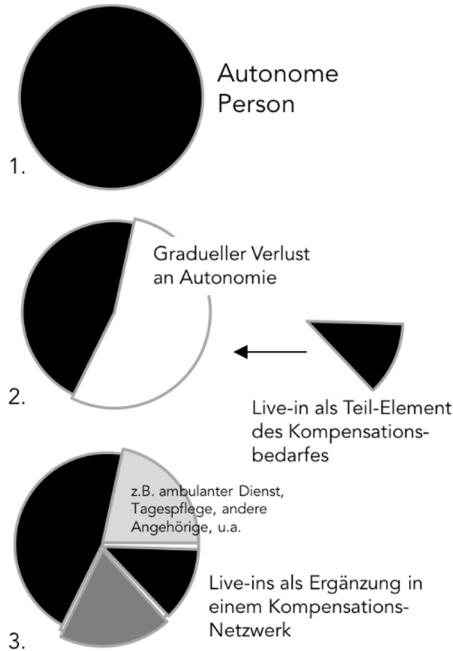 Autonome
Person
1.
Gradueller Verlust
an Autonomie
2.
Live-in als Teil-Element
des Kompensations-
bedarfes
z.B. ambulanter Dienst,
Tagespflege, andere
Angehörige, u.a.
Live-ins als Ergänzung in
einem Kompensations-
Netzwerk
3.